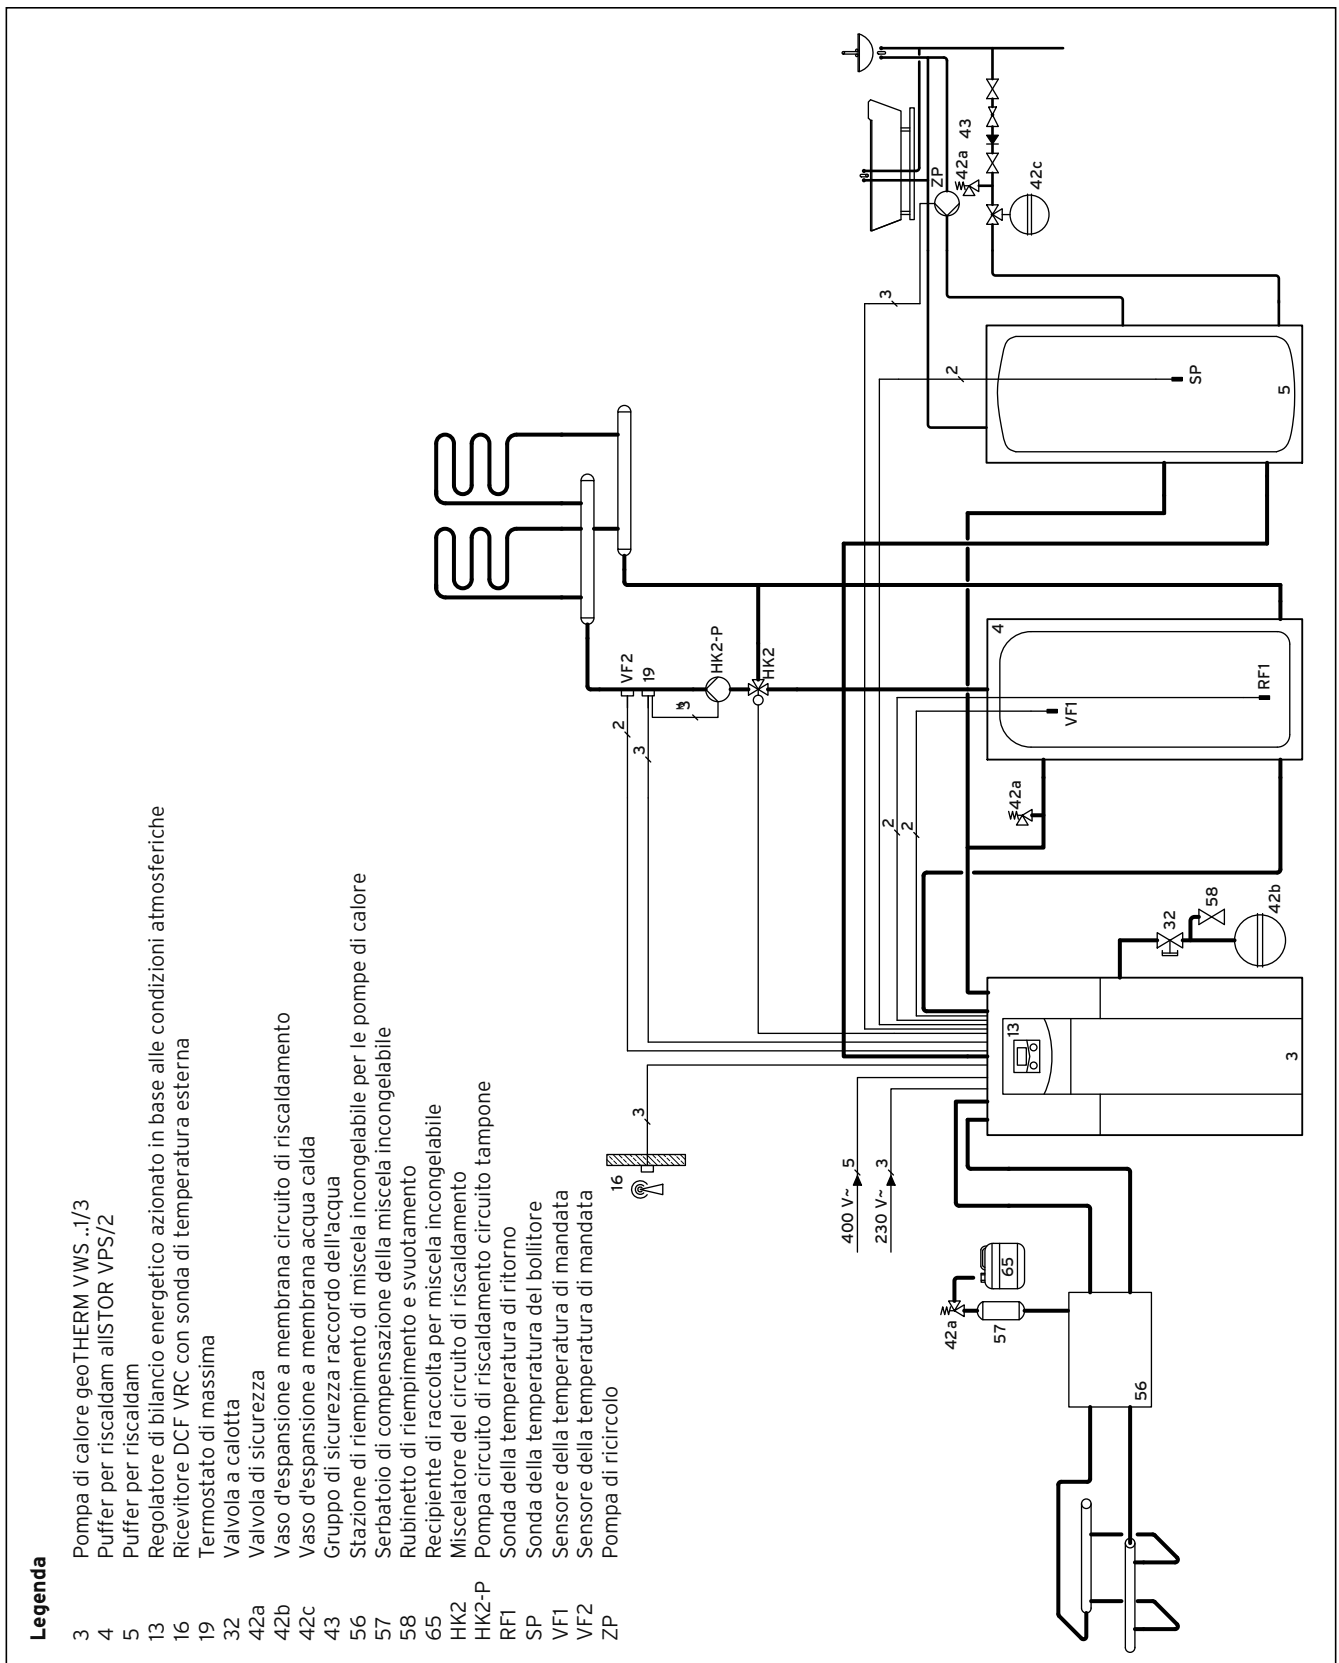 Legenda
3 Pompa di calore geoTHERM VWS ..1/3
4 Puffer per riscaldam allSTOR VPS/2
5 Puffer per riscaldam
13 Regolatore di bilancio energetico azionato in base alle condizioni atmosferiche
16 Ricevitore DCF VRC con sonda di temperatura esterna
19 Termostato di massima
32 Valvola a calotta
42a Valvola di sicurezza
42b Vaso d'espansione a membrana circuito di riscaldamento
42c Vaso d'espansione a membrana acqua calda
43 Gruppo di sicurezza raccordo dell'acqua
56 Stazione di riempimento di miscela incongelabile per le pompe di calore
57 Serbatoio di compensazione della miscela incongelabile
58 Rubinetto di riempimento e svuotamento
65 Recipiente di raccolta per miscela incongelabile
HK2 Miscelatore del circuito di riscaldamento
HK2-P Pompa circuito di riscaldamento circuito tampone
RF1 Sonda della temperatura di ritorno
SP Sonda della temperatura del bollitore
VF1 Sensore della temperatura di mandata
VF2 Sensore della temperatura di mandata
ZP Pompa di ricircolo
16
3
400 V~ 5
230 V~ 3
42a
57
65
56
13
3
32
58
42b
42a
2
2
4
VF1
RF1
VF2
19
2
3
3
HK2-P
HK2
3
2
SP
5
ZP
42a
43
42c